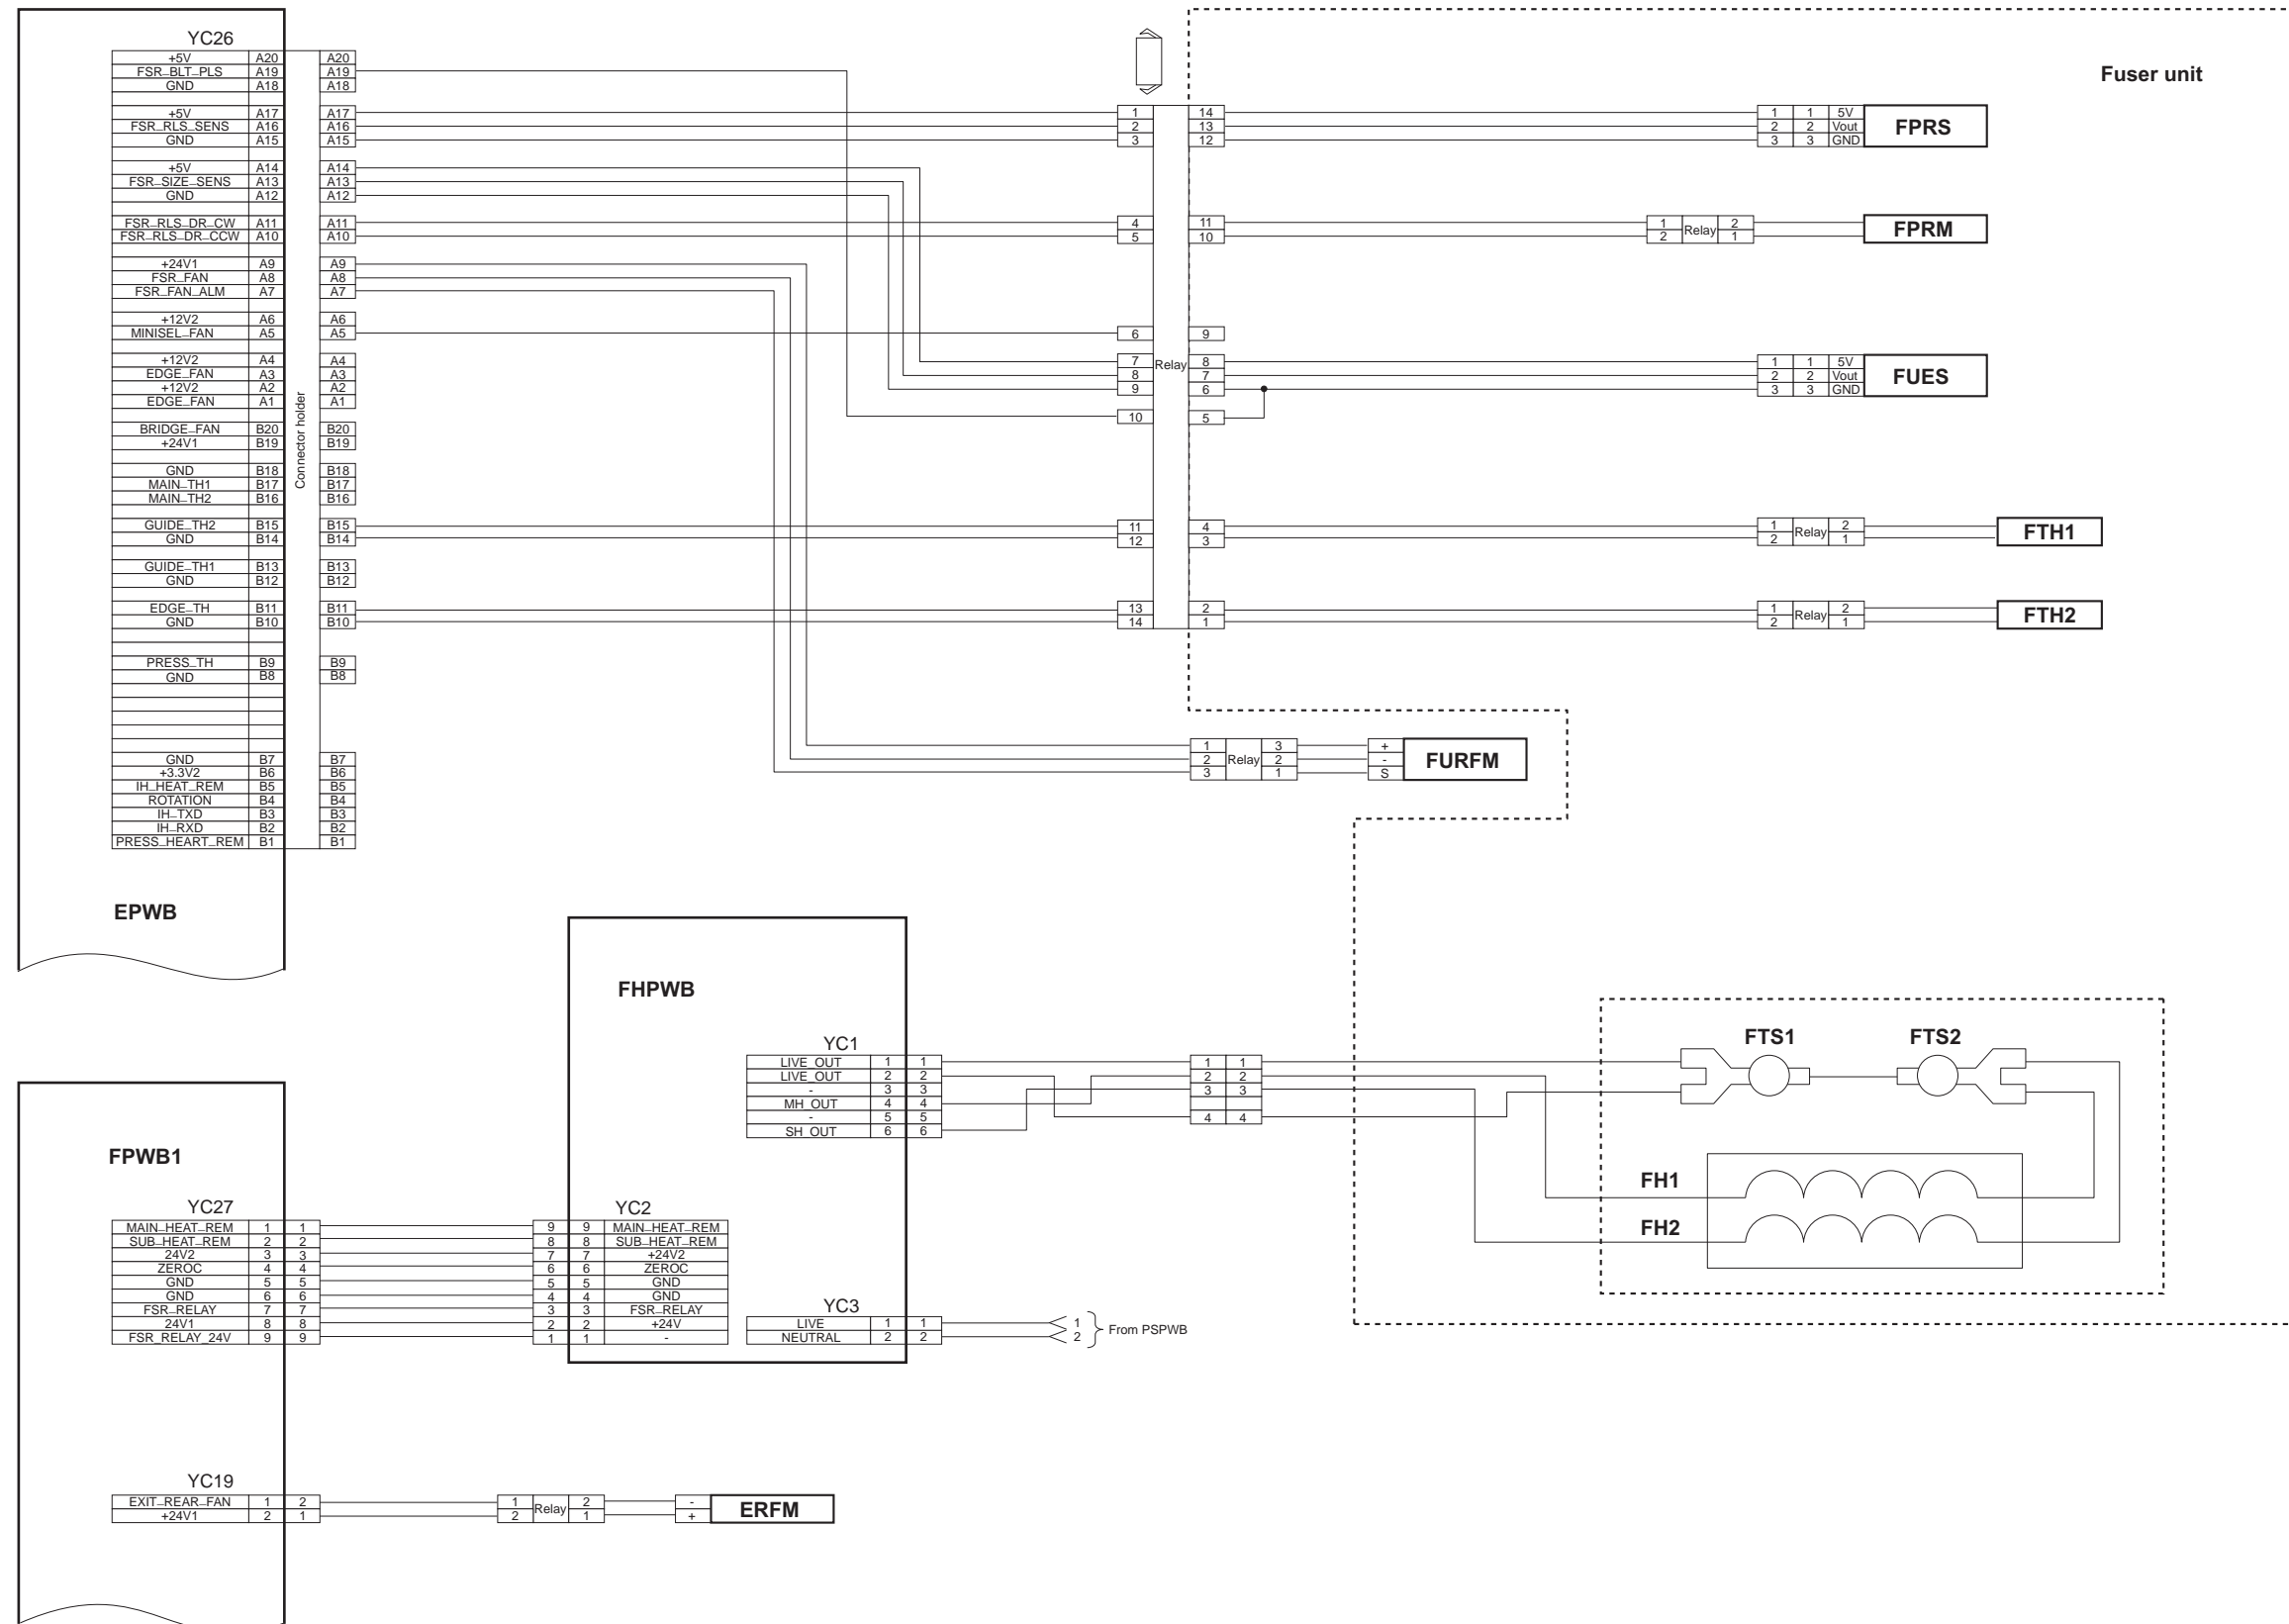 YC26
+5V A20 A20
FSR_BLT_PLS A19 A19
GND A18 A18
+5V A17 A17
FSR_RLS_SENS A16 A16
GND A15 A15
+5V A14 A14
FSR_SIZE_SENS A13 A13
GND A12 A12
FSR_RLS_DR_CW A11 A11
FSR_RLS_DR_CCW A10 A10
+24V1 A9 A9
FSR_FAN A8 A8
FSR_FAN_ALM A7 A7
+12V2 A6 A6
MINISEL_FAN A5 A5
+12V2 A4 A4
EDGE_FAN A3 A3
+12V2 A2 A2
EDGE_FAN A1 A1
BRIDGE_FAN B20 B20
+24V1 B19 B19
GND B18 B18
MAIN_TH1 B17 B17
MAIN_TH2 B16 B16
GUIDE_TH2 B15 B15
GND B14 B14
GUIDE_TH1 B13 B13
GND B12 B12
EDGE_TH B11 B11
GND B10 B10
PRESS_TH B9 B9
GND B8 B8
GND B7 B7
+3.3V2 B6 B6
IH_HEAT_REM B5 B5
ROTATION B4 B4
IH_TXD B3 B3
IH_RXD B2 B2
PRESS_HEART_REM B1 B1
Connector holder
EPWB
Fuser unit
1 14 1 1 5V
2 13 2 2 Vout
3 12 3 3 GND
FPRS
4 11 1 Relay 2
5 10 2 1
FPRM
6 9
Relay
7 8 1 1 5V
8 7 2 2 Vout
9 6 3 3 GND
FUES
10 5
11 4 1 Relay 2
12 3 2 1
FTH1
13 2 1 Relay 2
14 1 2 1
FTH2
1 3 +
2 Relay 2 -
3 1 S
FURFM
FHPWB
YC1
LIVE_OUT 1 1 1 1
LIVE_OUT 2 2 2 2
- 3 3 3 3
MH_OUT 4 4
- 5 5 4 4
SH_OUT 6 6
FTS1
FTS2
FH1
FH2
FPWB1
YC27
MAIN_HEAT_REM 1 1
SUB_HEAT_REM 2 2
24V2 3 3
ZEROC 4 4
GND 5 5
GND 6 6
FSR_RELAY 7 7
24V1 8 8
FSR_RELAY_24V 9 9
YC2
9 9 MAIN_HEAT_REM
8 8 SUB_HEAT_REM
7 7 +24V2
6 6 ZEROC
5 5 GND
4 4 GND
3 3 FSR_RELAY
2 2 +24V
1 1 -
YC3
LIVE 1 1 1
NEUTRAL 2 2 2
From PSPWB
YC19
EXIT_REAR_FAN 1 2 1 Relay 2 -
+24V1 2 1 2 1 +
ERFM